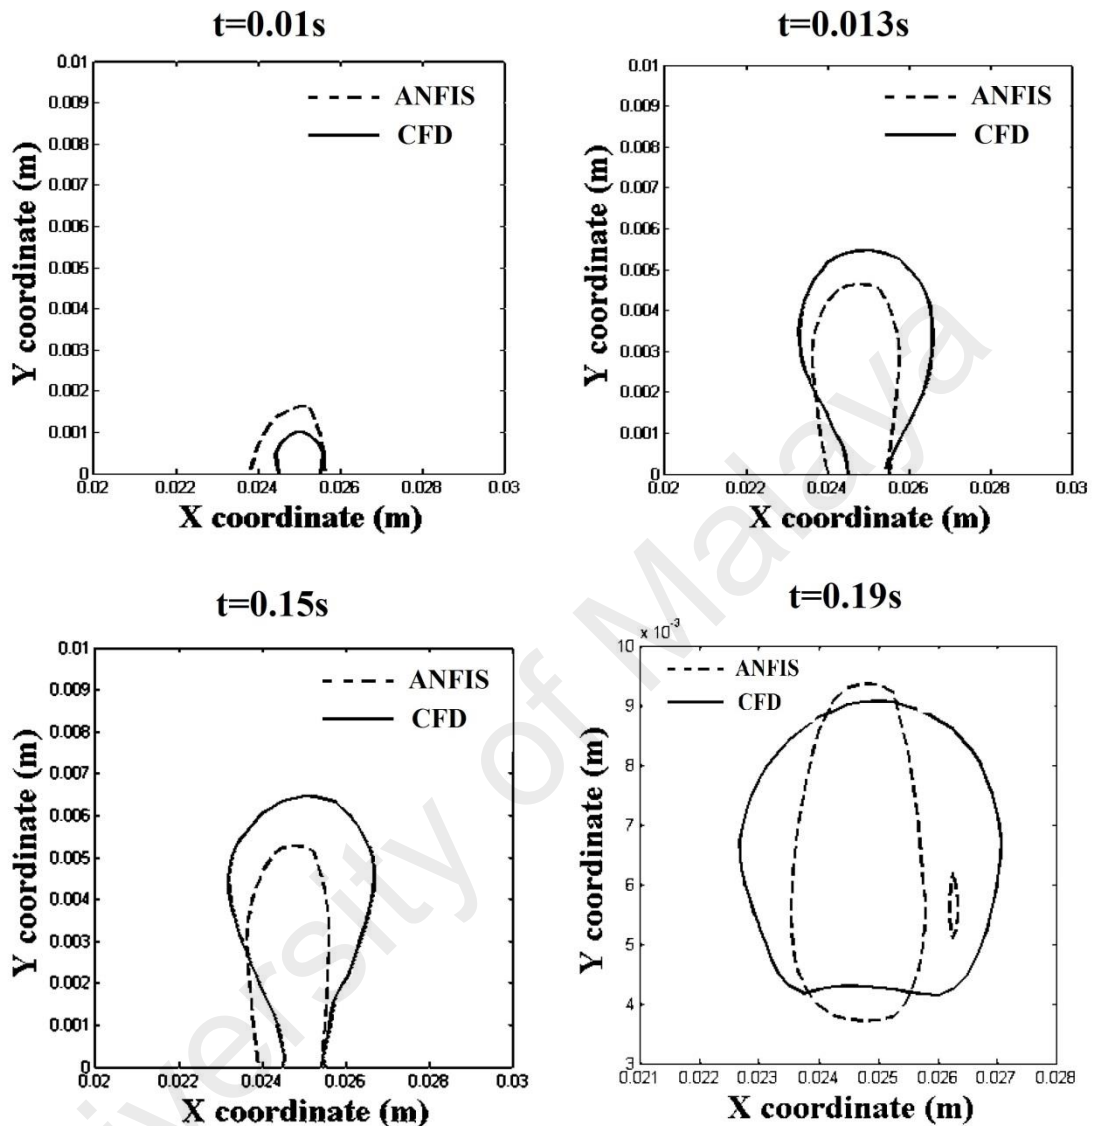 t=0.01s
0.01
0.009
0.008
0.007
0.006
0.005
0.004
0.003
0.002
0.001
0
0.02 0.022 0.024 0.026 0.028 0.03
Y coordinate (m)
X coordinate (m)
ANFIS
CFD
t=0.013s
0.01
0.009
0.008
0.007
0.006
0.005
0.004
0.003
0.002
0.001
0
0.02 0.022 0.024 0.026 0.028 0.03
Y coordinate (m)
X coordinate (m)
ANFIS
CFD
t=0.15s
0.01
0.009
0.008
0.007
0.006
0.005
0.004
0.003
0.002
0.001
0
0.02 0.022 0.024 0.026 0.028 0.03
Y coordinate (m)
X coordinate (m)
ANFIS
CFD
t=0.19s
x 10⁻³
10
9
8
7
6
5
4
3
0.021 0.022 0.023 0.024 0.025 0.026 0.027 0.028
Y coordinate (m)
X coordinate (m)
ANFIS
CFD
versity of Malaya